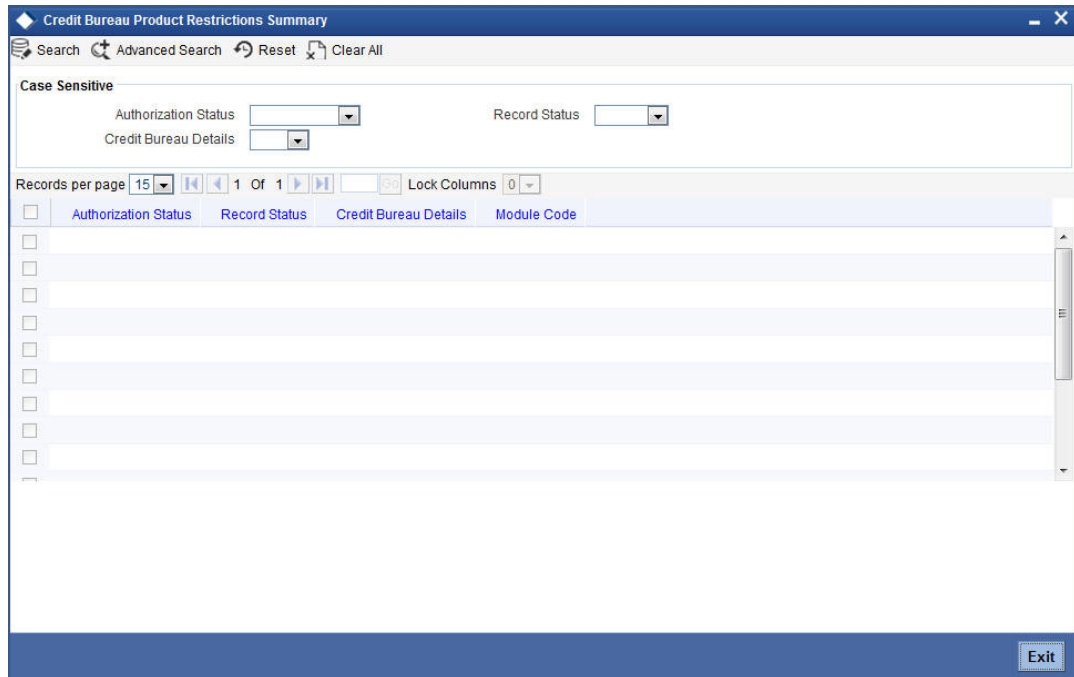 Credit Bureau Product Restrictions Summary
Search Advanced Search Reset Clear All
Case Sensitive
Authorization Status Record Status
Credit Bureau Details
Records per page 15 1 Of 1 Go Lock Columns 0
Authorization Status Record Status Credit Bureau Details Module Code
Exit